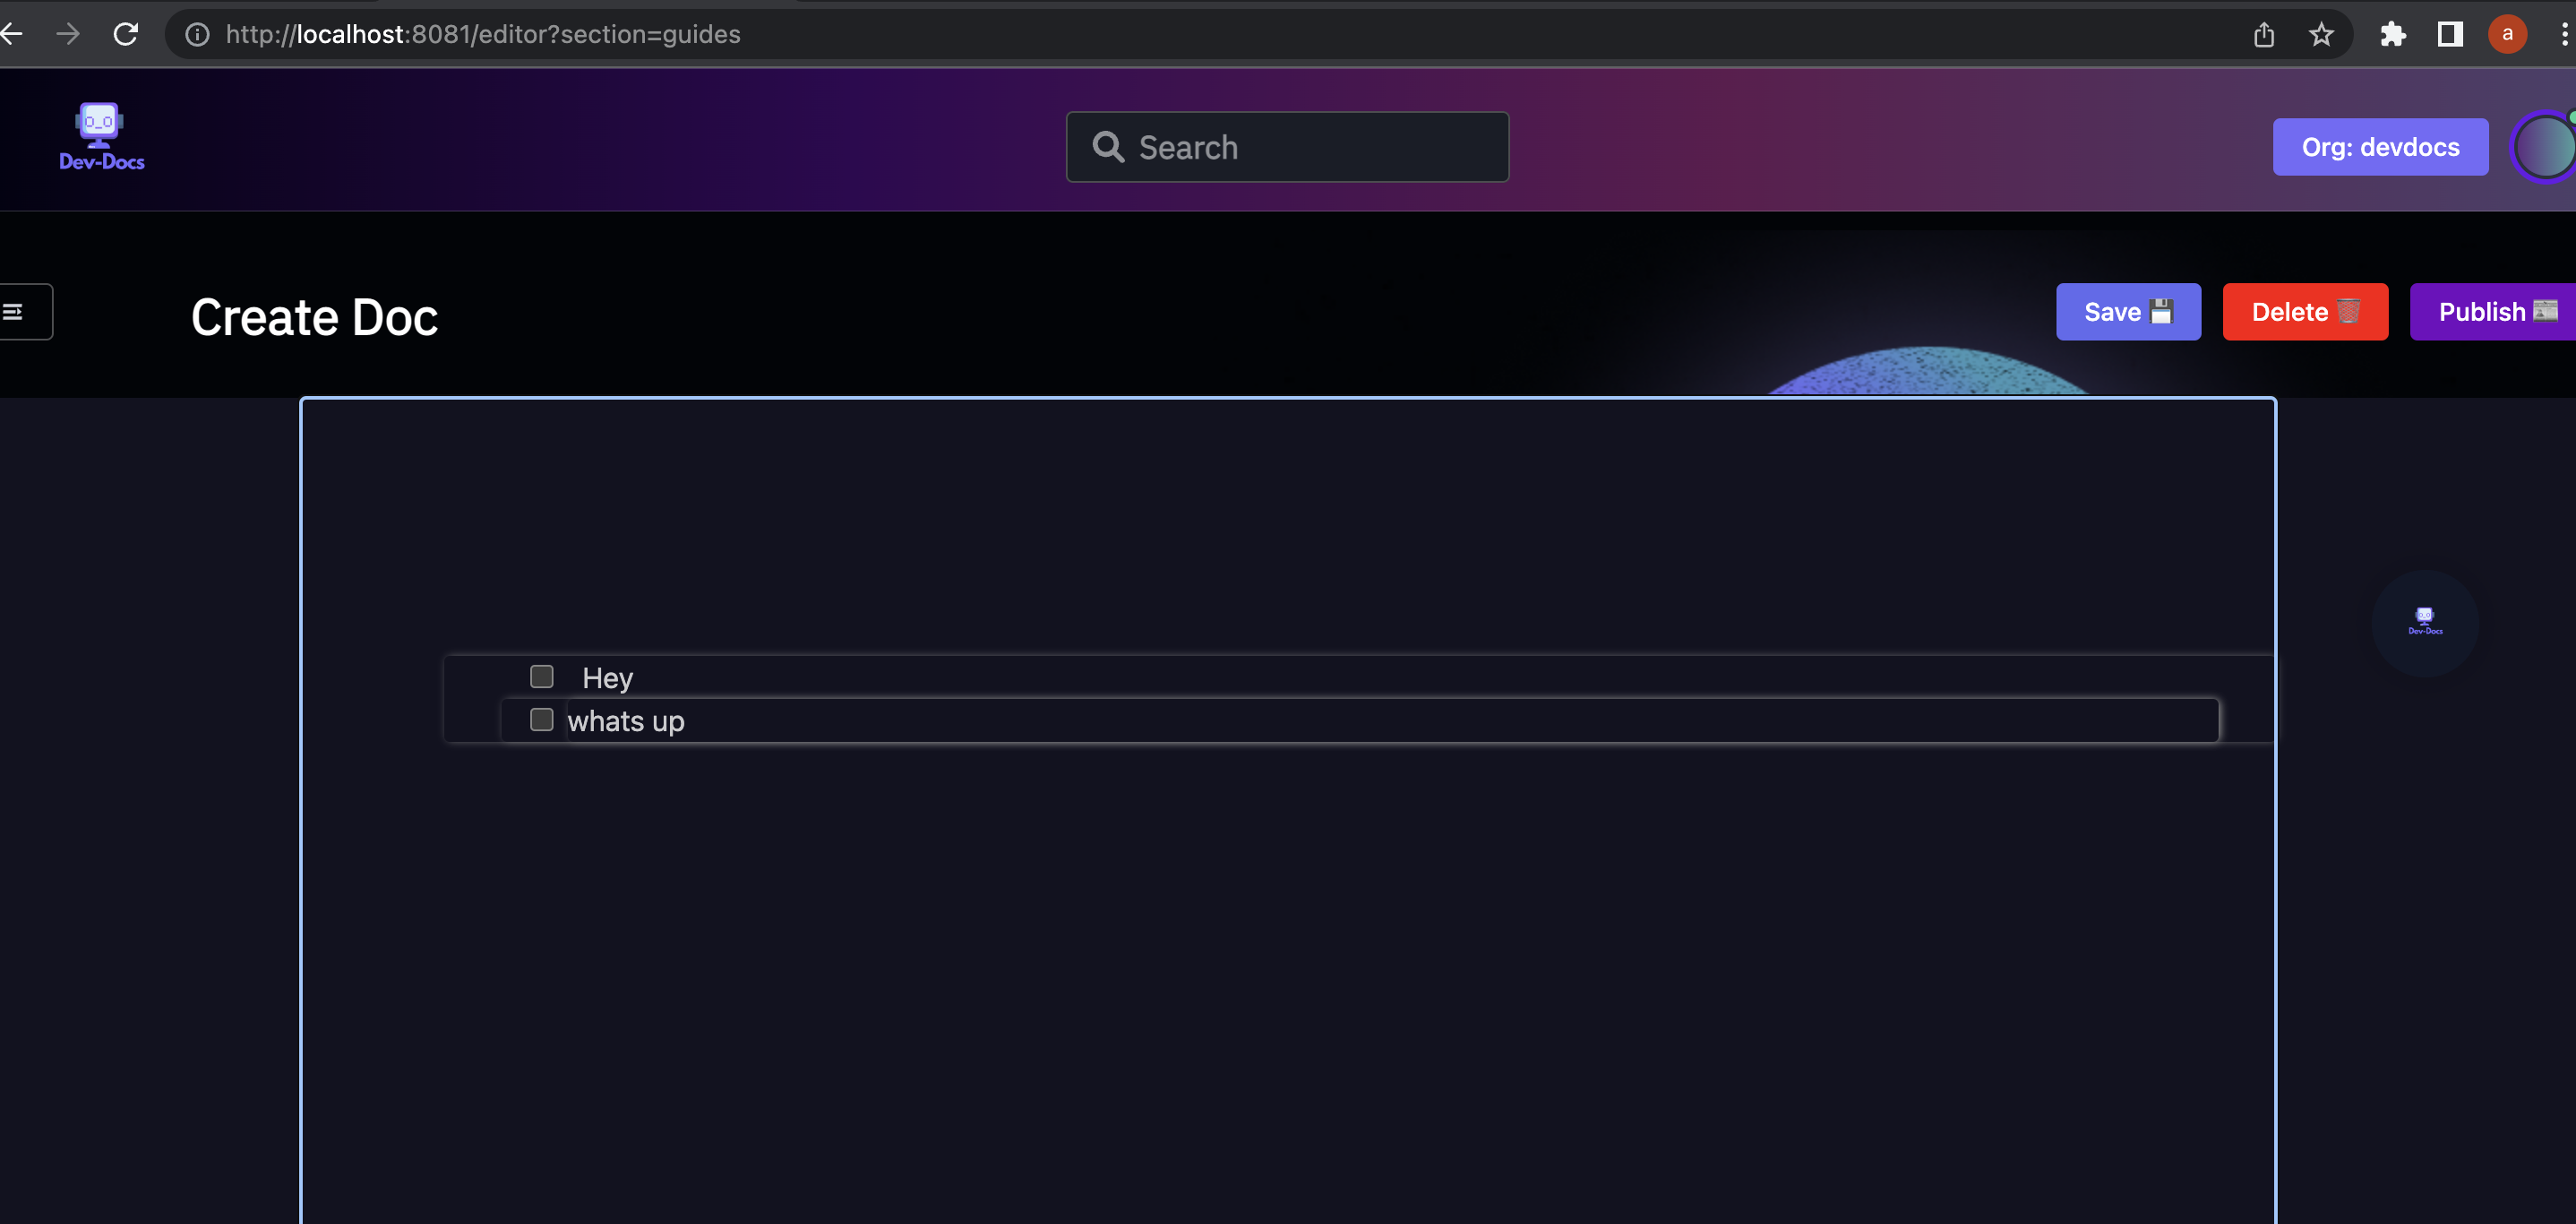 http://localhost:8081/editor?section=guides
a
Dev-Docs
Search
Org: devdocs
Create Doc
Save
Delete
Publish
Dev-Docs
Hey
whats up